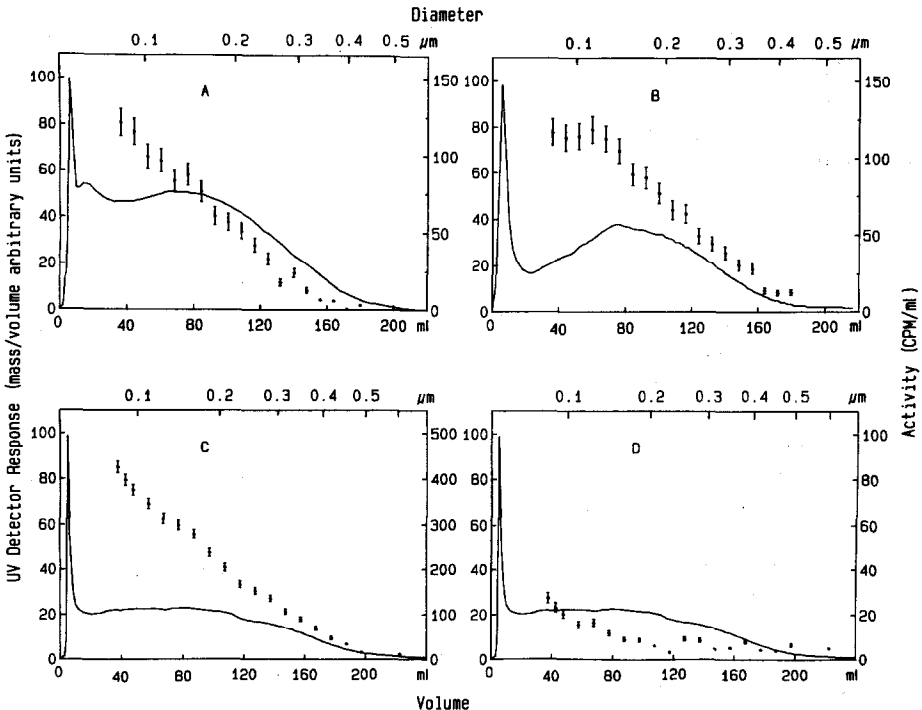 Diameter
0.1 0.2 0.3 0.4 0.5 μm
0.1 0.2 0.3 0.4 0.5 μm
A
B
100
80
60
40
20
0
150
100
50
0
100
80
60
40
20
0
150
100
50
0
0 40 80 120 160 200 ml
0 40 80 120 160 200 ml
UV Detector Response (mass/volume arbitrary units)
Activity (CPM/ml)
0.1 0.2 0.3 0.4 0.5 μm
0.1 0.2 0.3 0.4 0.5 μm
C
D
100
80
60
40
20
0
500
400
300
200
100
0
100
80
60
40
20
0
100
80
60
40
20
0
0 40 80 120 160 200 ml
0 40 80 120 160 200 ml
Volume